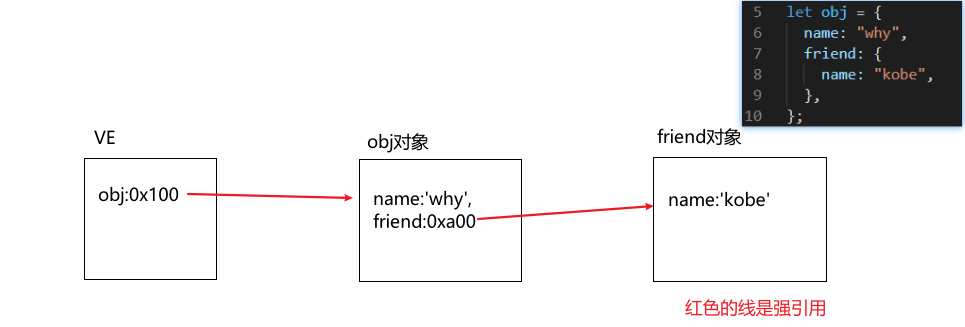 5 let obj = {
6 name: "why",
7 friend: {
8 name: "kobe",
9 },
10 };
VE
obj对象
friend对象
obj:0x100
name:'why',
friend:0xa00
name:'kobe'
红色的线是强引用